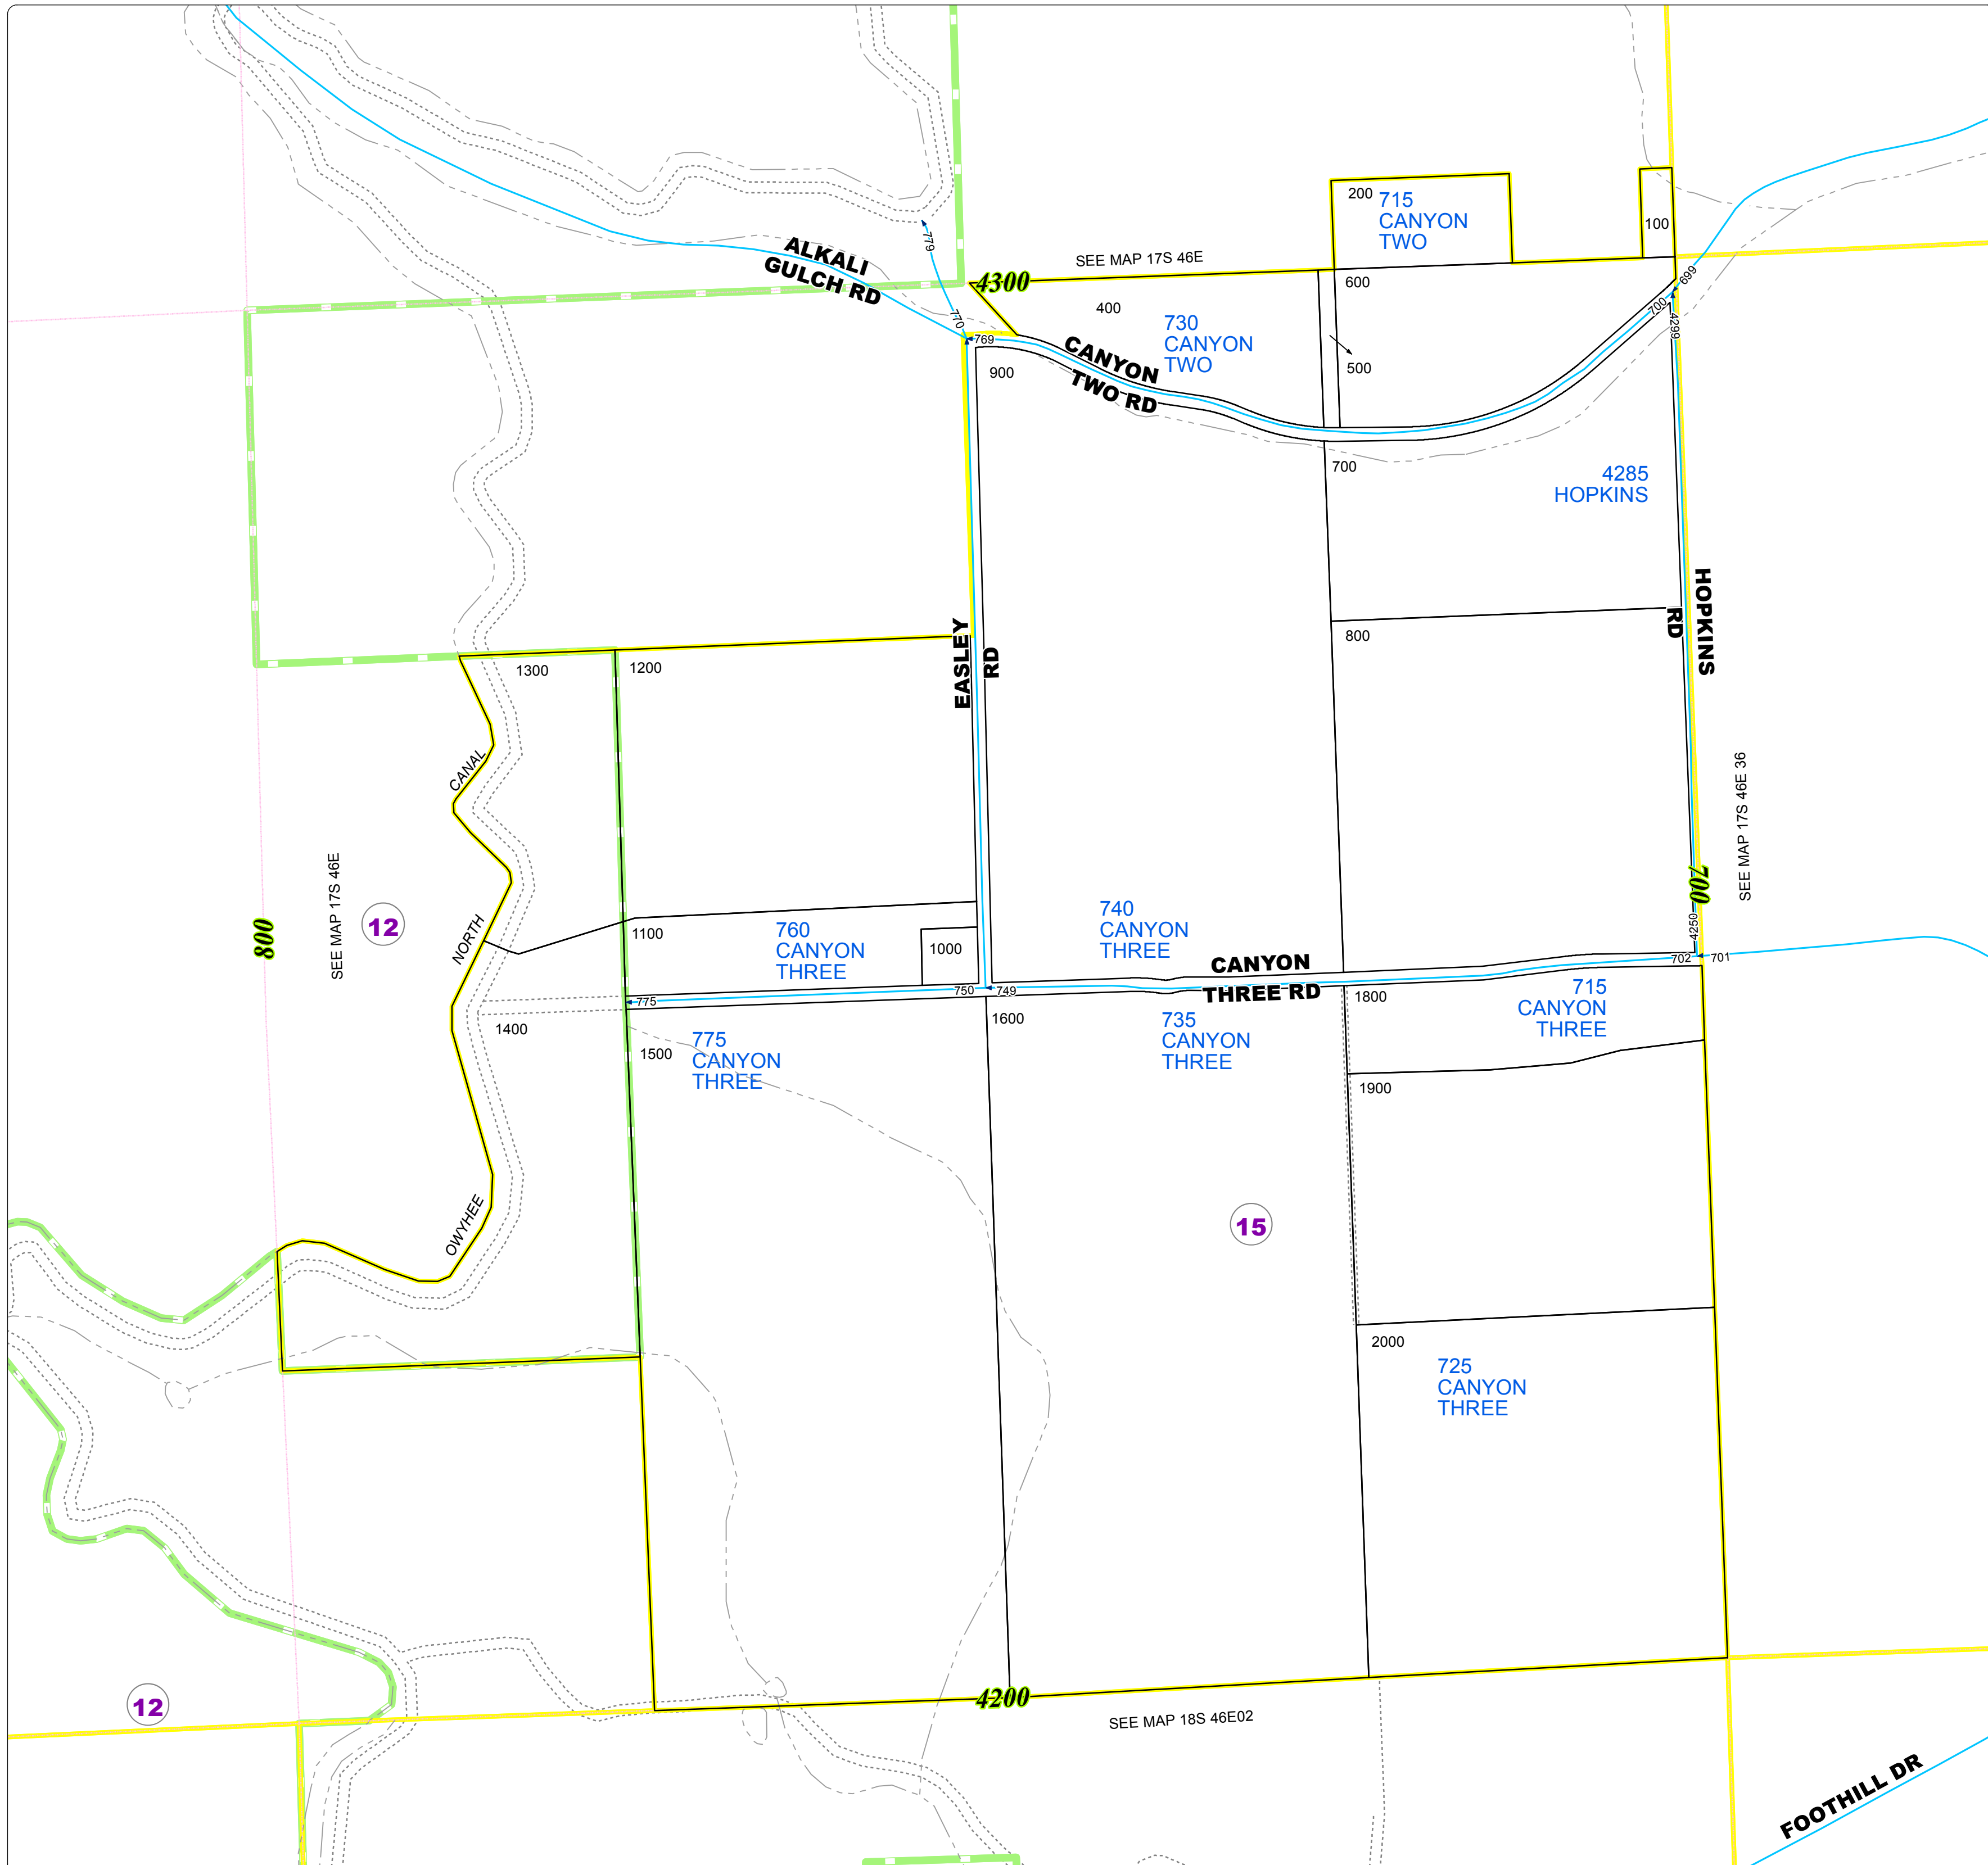 200
715
CANYON
TWO
100
779
ALKALI
GULCH RD
SEE MAP 17S 46E
4300
600
699
400
700
4299
770
769
730
CANYON
TWO
CANYON
TWO RD
500
900
700
4285
HOPKINS
HOPKINS
RD
800
EASLEY
RD
1300
1200
CANAL
SEE MAP 17S 46E 36
SEE MAP 17S 46E
12
800
NORTH
700
4250
1100
760
CANYON
THREE
1000
740
CANYON
THREE
CANYON
THREE RD
702
701
775
750
749
1400
1500
775
CANYON
THREE
1600
735
CANYON
THREE
1800
715
CANYON
THREE
1900
OWYHEE
15
2000
725
CANYON
THREE
12
4200
SEE MAP 18S 46E02
FOOTHILL DR